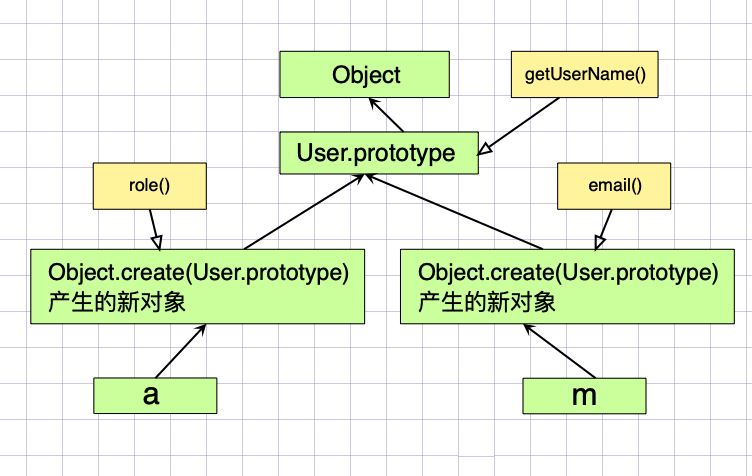 Object
getUserName()
User.prototype
role()
email()
Object.create(User.prototype)
产生的新对象
Object.create(User.prototype)
产生的新对象
a
m